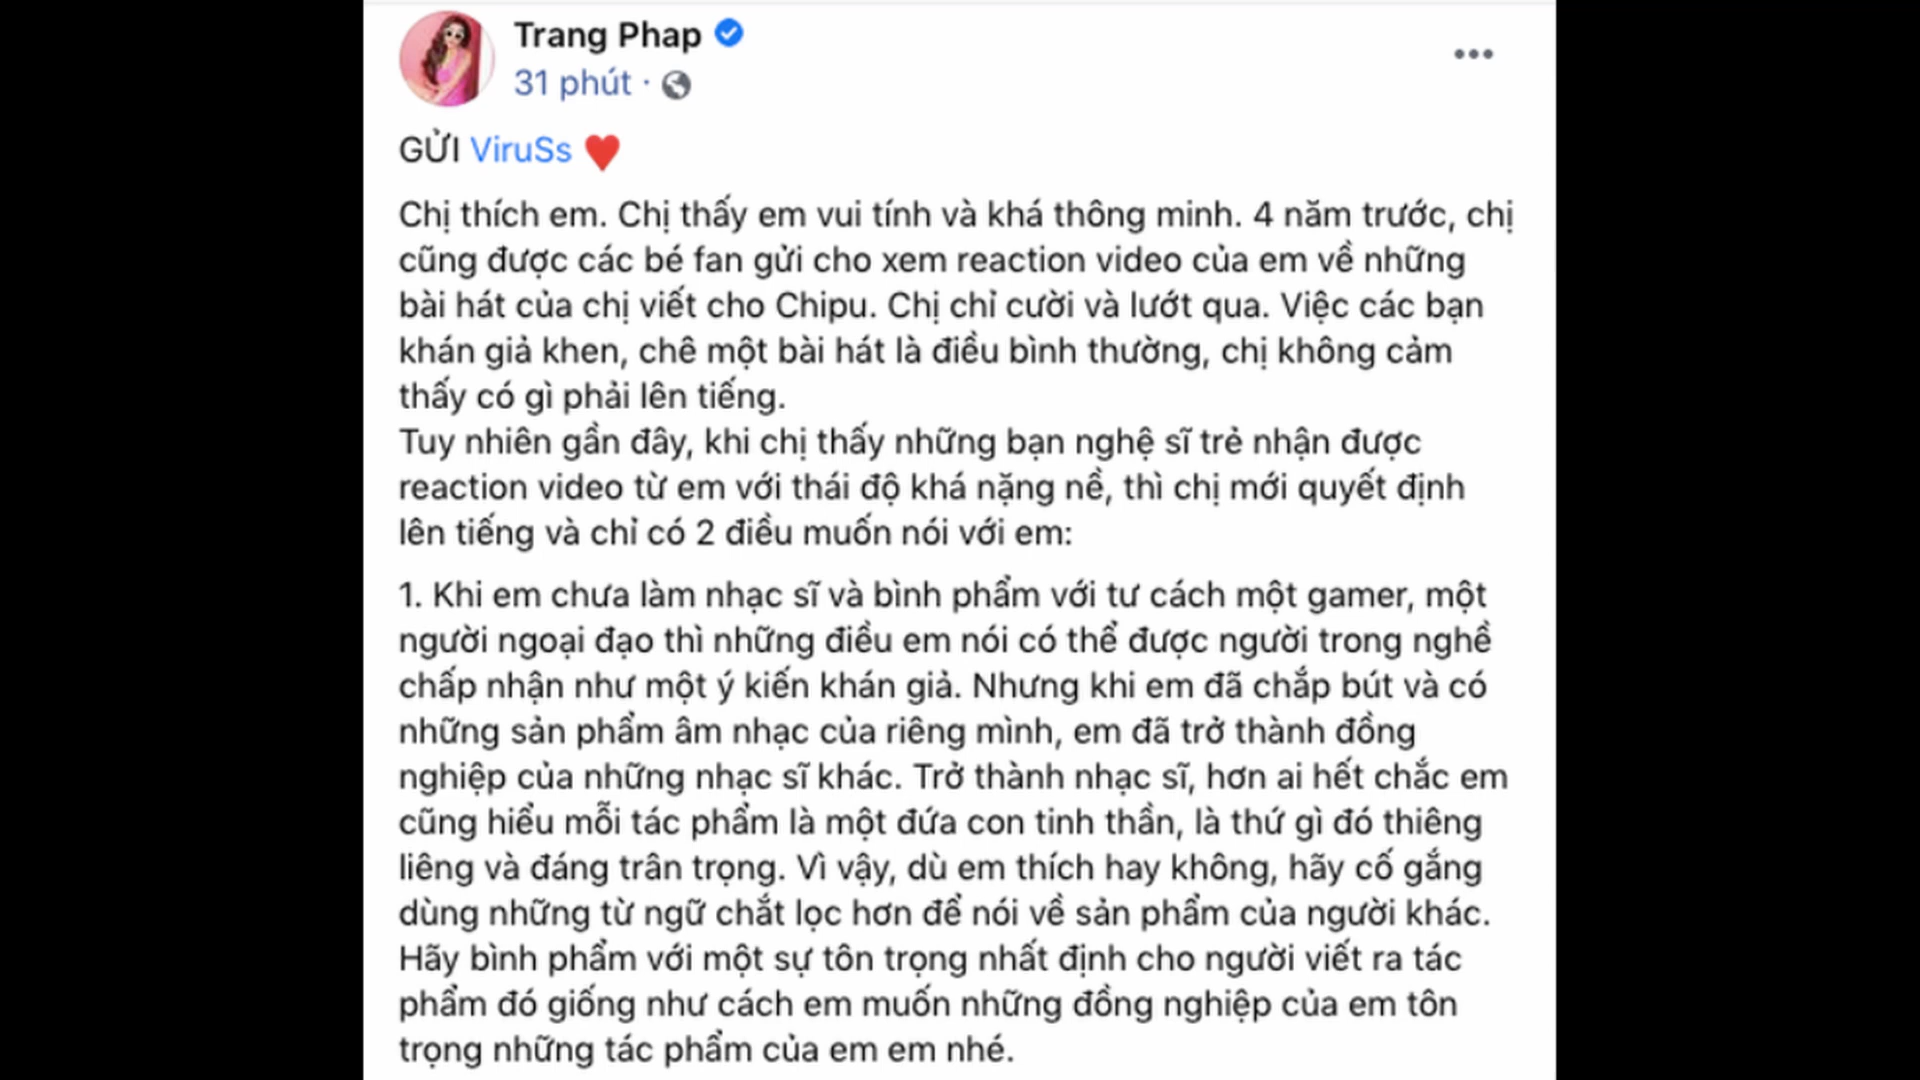 Trang Phap
31 phút ·
GỬI ViruSs ❤️
Chị thích em. Chị thấy em vui tính và khá thông minh. 4 năm trước, chị
cũng được các bé fan gửi cho xem reaction video của em về những
bài hát của chị viết cho Chipu. Chị chỉ cười và lướt qua. Việc các bạn
khán giả khen, chê một bài hát là điều bình thường, chị không cảm
thấy có gì phải lên tiếng.
Tuy nhiên gần đây, khi chị thấy những bạn nghệ sĩ trẻ nhận được
reaction video từ em với thái độ khá nặng nề, thì chị mới quyết định
lên tiếng và chỉ có 2 điều muốn nói với em:
1. Khi em chưa làm nhạc sĩ và bình phẩm với tư cách một gamer, một
người ngoại đạo thì những điều em nói có thể được người trong nghề
chấp nhận như một ý kiến khán giả. Nhưng khi em đã chắp bút và có
những sản phẩm âm nhạc của riêng mình, em đã trở thành đồng
nghiệp của những nhạc sĩ khác. Trở thành nhạc sĩ, hơn ai hết chắc em
cũng hiểu mỗi tác phẩm là một đứa con tinh thần, là thứ gì đó thiêng
liêng và đáng trân trọng. Vì vậy, dù em thích hay không, hãy cố gắng
dùng những từ ngữ chắt lọc hơn để nói về sản phẩm của người khác.
Hãy bình phẩm với một sự tôn trọng nhất định cho người viết ra tác
phẩm đó giống như cách em muốn những đồng nghiệp của em tôn
trọng những tác phẩm của em em nhé.